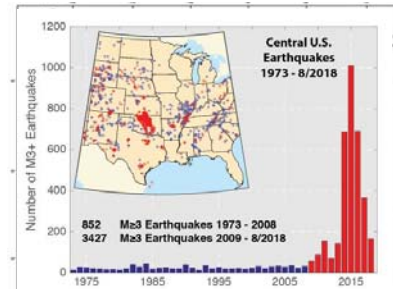 1200
1000
800
600
400
200
0
Number of M3+ Earthquakes
Central U.S.
Earthquakes
1973 - 8/2018
852 M≥3 Earthquakes 1973 - 2008
3427 M≥3 Earthquakes 2009 - 8/2018
1975 1985 1995 2005 2015